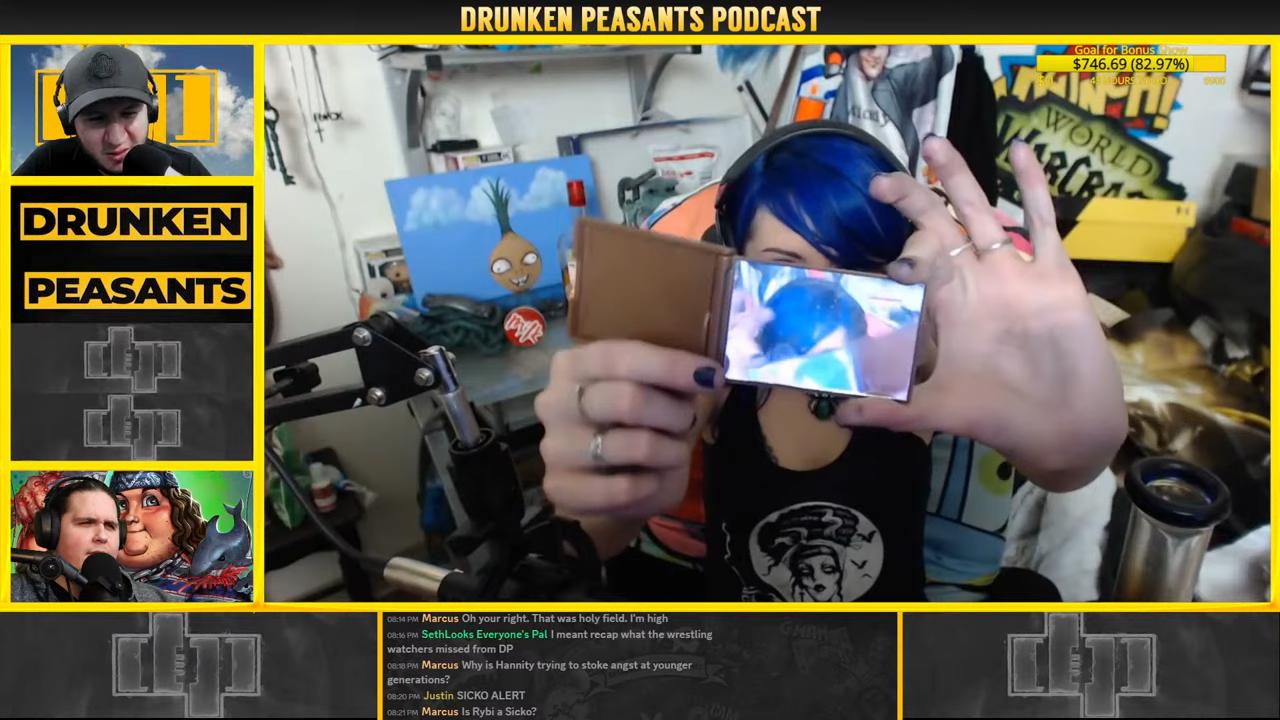 DRUNKEN PEASANTS PODCAST
Goal for Bonus Show
$746.69 (82.97%)
DRUNKEN
PEASANTS
WORLD
WARCRA
08:14 PM Marcus Oh your right. That was holy field. I'm high
08:16 PM SethLooks Everyone's Pal I meant recap what the wrestling
watchers missed from DP
08:18 PM Marcus Why is Hannity trying to stoke angst at younger
generations?
08:20 PM Justin SICKO ALERT
08:21 PM Marcus Is Rybi a Sicko?